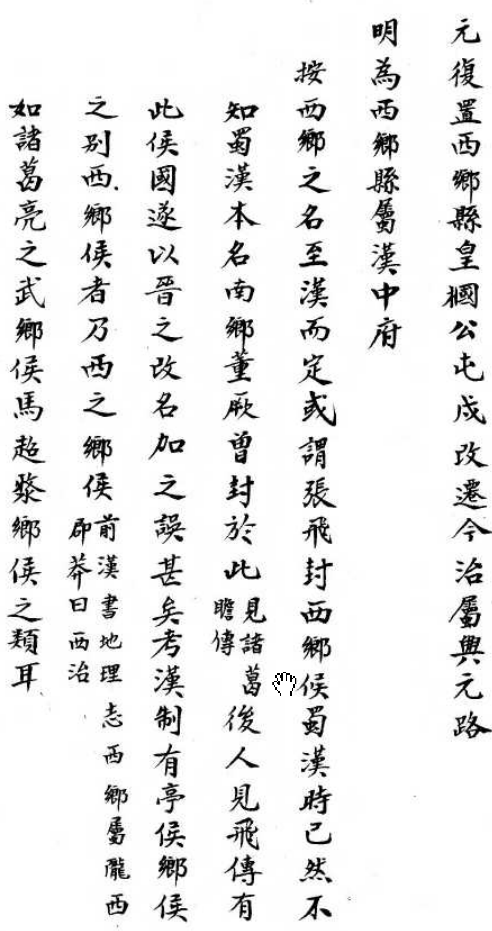 元復置西鄉縣皇槶公屯戍改遷今治屬興元路
明為西鄉縣屬漢中府
按西鄉之名至漢而定或謂張飛封西鄉候蜀漢時已然不
知蜀漢本名南鄉董厥曾封於此見諸葛瞻傳後人見飛傳有
此侯國遂以晉之改名加之誤甚矣考漢制有亭侯鄉侯
之别西鄉侯者乃西之鄉侯前漢書地理志西鄉屬隴西郡莽曰西治
如諸葛亮之武鄉侯馬超斄鄉侯之類耳